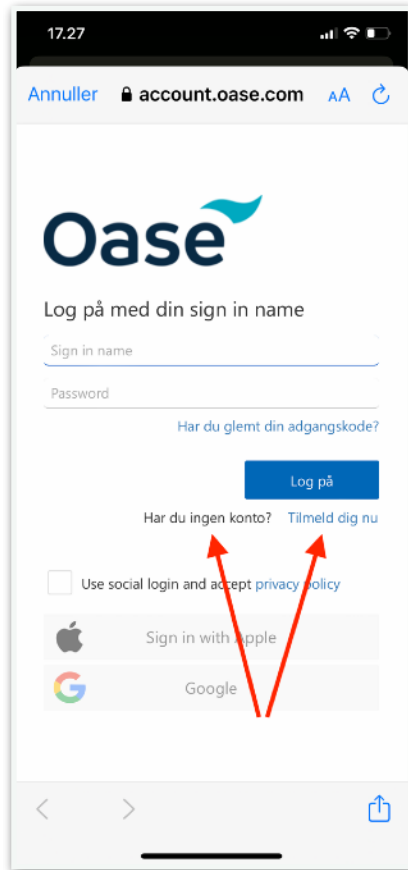 17.27
Annuller account.oase.com AA
Oase
Log på med din sign in name
Sign in name
Password
Har du glemt din adgangskode?
Log på
Har du ingen konto? Tilmeld dig nu
Use social login and accept privacy policy
Sign in with Apple
Google